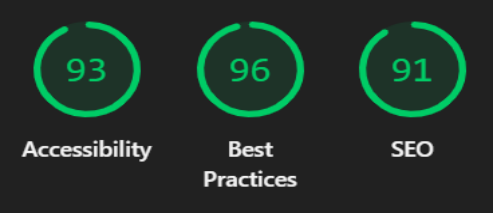 93 96 91
Accessibility Best SEO
Practices